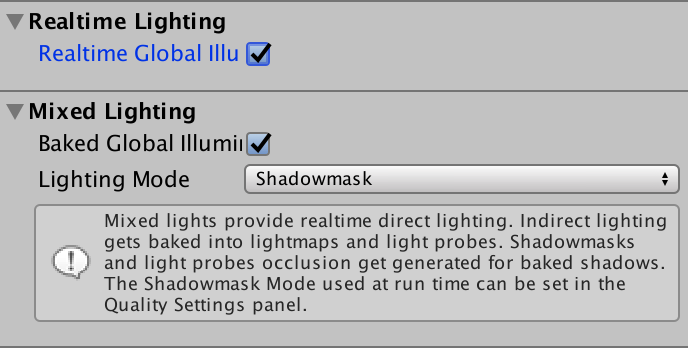 Realtime Lighting
Realtime Global Illu
Mixed Lighting
Baked Global Illumi
Lighting Mode Shadowmask
Mixed lights provide realtime direct lighting. Indirect lighting
gets baked into lightmaps and light probes. Shadowmasks
and light probes occlusion get generated for baked shadows.
The Shadowmask Mode used at run time can be set in the
Quality Settings panel.